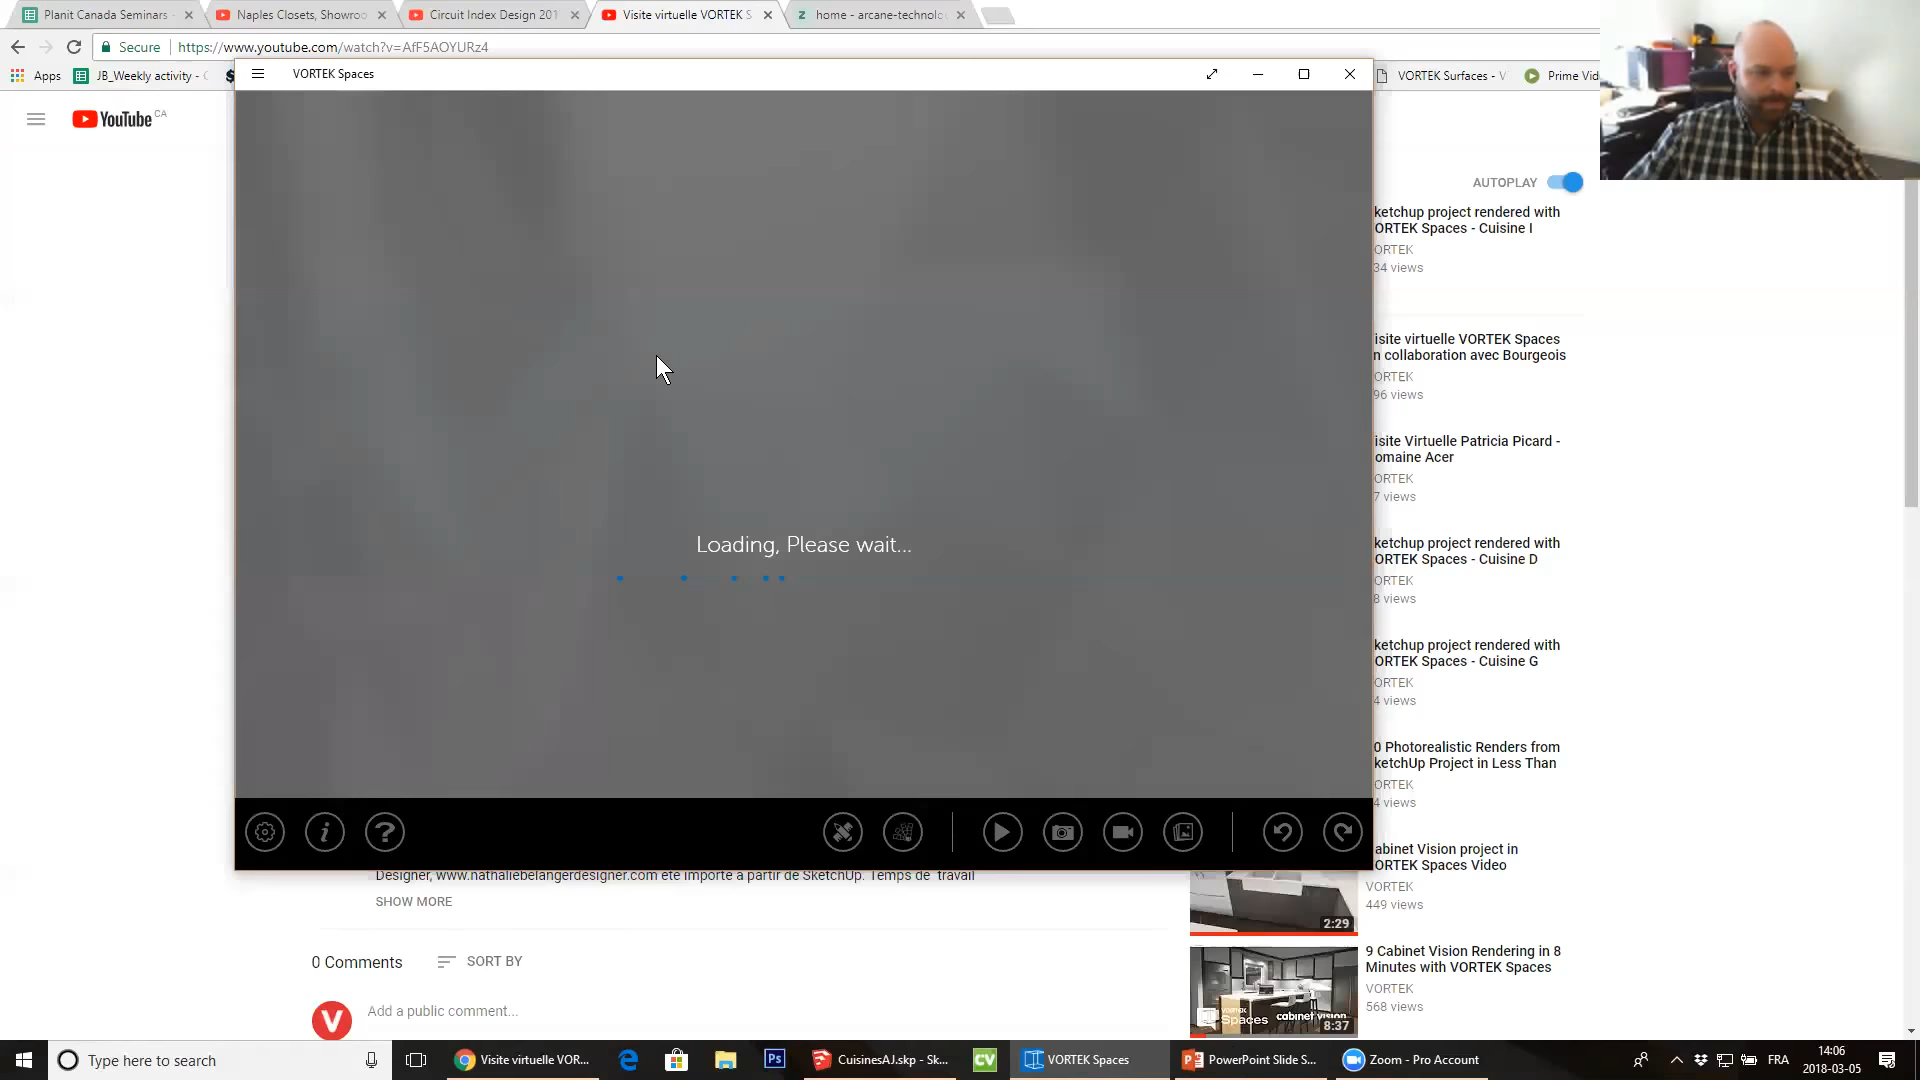 Planit Canada Seminars -
Naples Closets, Showroo
Circuit Index Design 201
Visite virtuelle VORTEK S
home - arcane-technolo
Secure
https://www.youtube.com/watch?v=AfF5AOYURz4
Apps
JB_Weekly activity -
VORTEK Spaces
VORTEK Surfaces - V
Prime Vid
YouTube CA
AUTOPLAY
ketchup project rendered with
ORTEK Spaces - Cuisine I
ORTEK
34 views
isite virtuelle VORTEK Spaces
n collaboration avec Bourgeois
ORTEK
96 views
isite Virtuelle Patricia Picard -
omaine Acer
ORTEK
7 views
ketchup project rendered with
ORTEK Spaces - Cuisine D
ORTEK
8 views
Loading, Please wait...
ketchup project rendered with
ORTEK Spaces - Cuisine G
ORTEK
4 views
0 Photorealistic Renders from
ketchUp Project in Less Than
ORTEK
4 views
abinet Vision project in
ORTEK Spaces Video
VORTEK
449 views
2:29
Designer, www.nathaliebelangerdesigner.com été importé à partir de SketchUp. Temps de travail
SHOW MORE
0 Comments
SORT BY
V
Add a public comment...
9 Cabinet Vision Rendering in 8
Minutes with VORTEK Spaces
VORTEK
568 views
Spaces
cabinet vision
8:37
Type here to search
Visite virtuelle VOR...
Ps
CuisinesAJ.skp - Sk...
CV
VORTEK Spaces
PowerPoint Slide S...
Zoom - Pro Account
FRA
14:06
2018-03-05